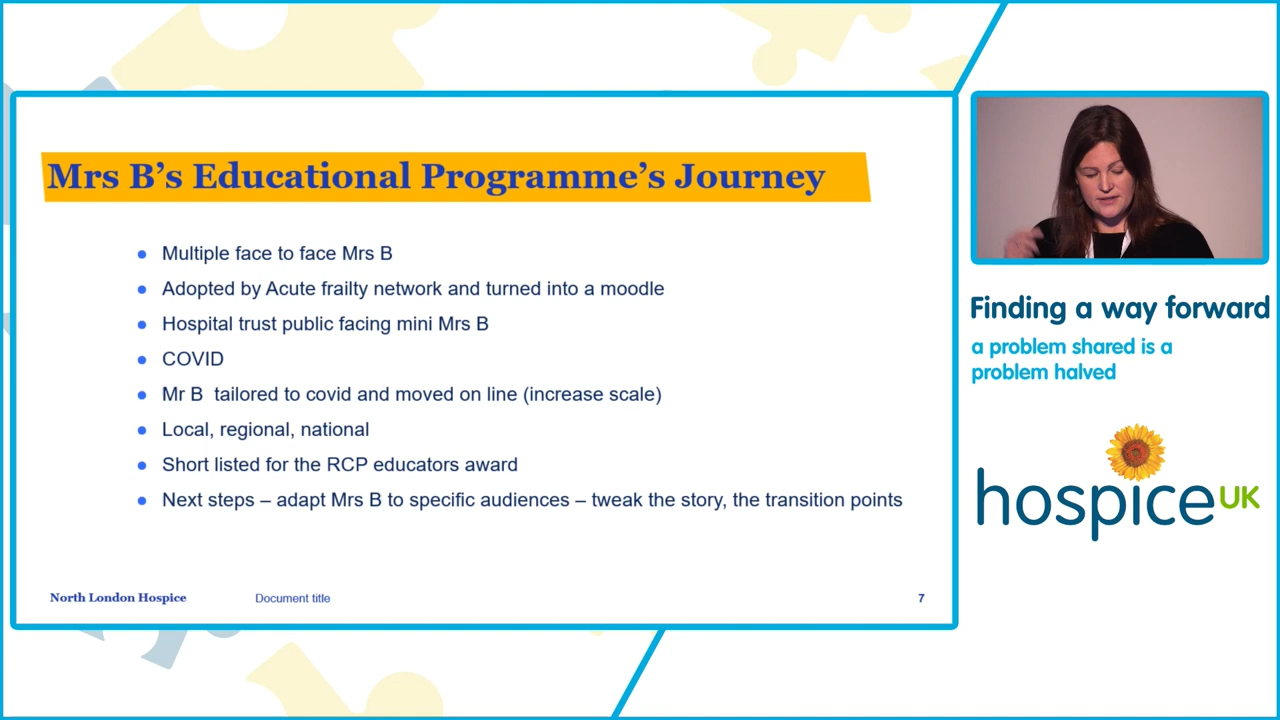 Mrs B’s Educational Programme’s Journey
Multiple face to face Mrs B
Adopted by Acute frailty network and turned into a moodle
Hospital trust public facing mini Mrs B
COVID
Mr B  tailored to covid and moved on line (increase scale)
Local, regional, national
Short listed for the RCP educators award
Next steps – adapt Mrs B to specific audiences – tweak the story, the transition points
North London Hospice
Document title
7
Finding a way forward
a problem shared is a
problem halved
hospice UK